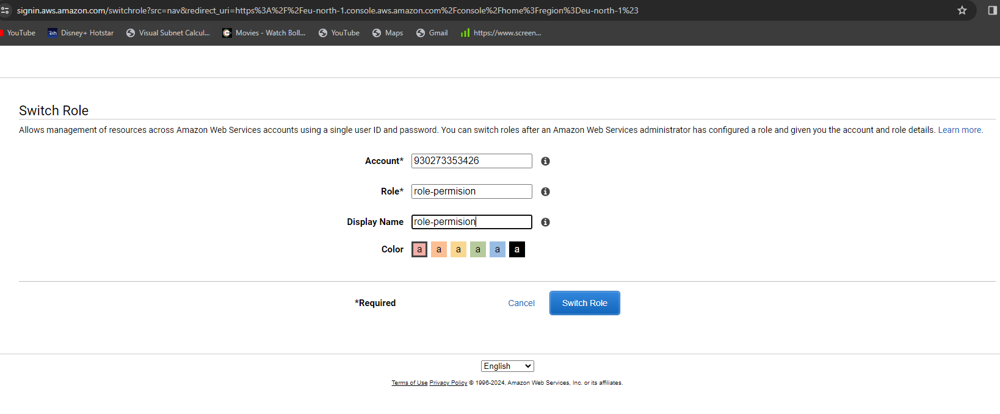 signin.aws.amazon.com/switchrole?src=nav&redirect_uri=https%3A%2F%2Feu-north-1.console.aws.amazon.com%2Fconsole%2Fhome%3Fregion%3Deu-north-1%23
YouTube Disney+ Hotstar Visual Subnet Calcul... Movies - Watch Boll... YouTube Maps Gmail https://www.screen...
Switch Role
Allows management of resources across Amazon Web Services accounts using a single user ID and password. You can switch roles after an Amazon Web Services administrator has configured a role and given you the account and role details. Learn more.
Account* 930273353426
Role* role-permision
Display Name role-permision
Color a a a a a a
*Required Cancel Switch Role
English
Terms of Use Privacy Policy © 1996-2024, Amazon Web Services, Inc. or its affiliates.